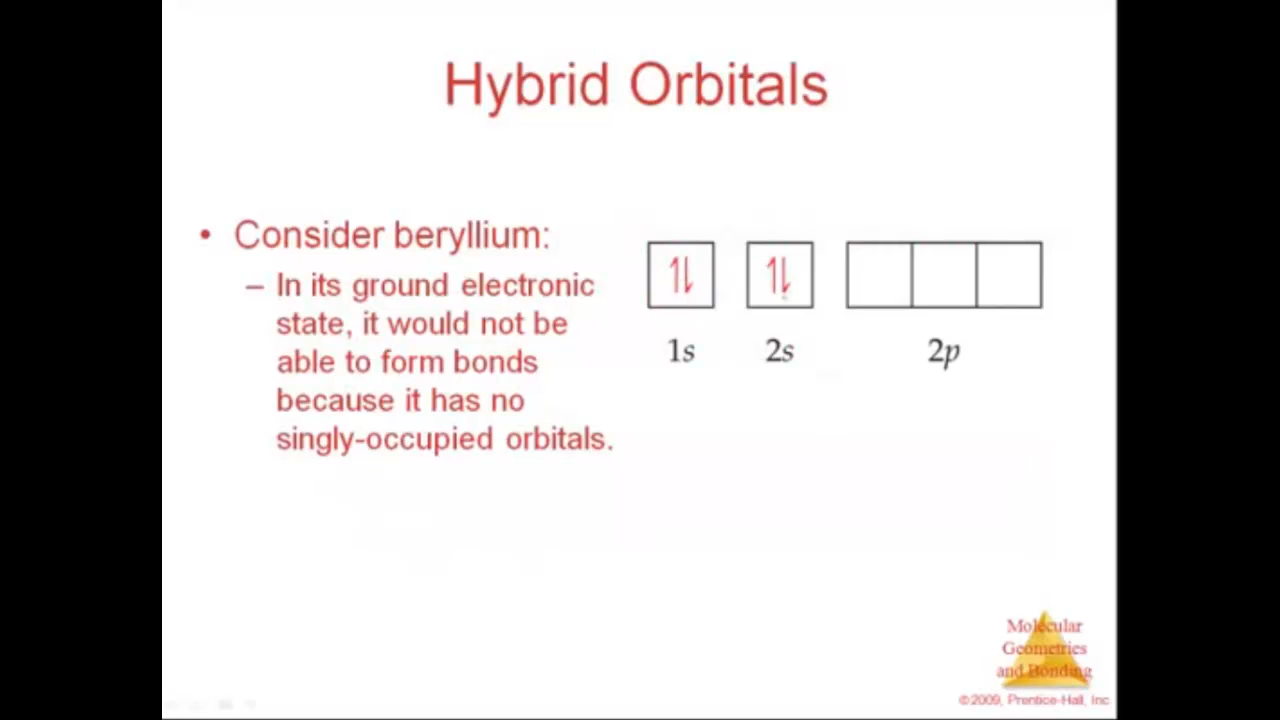 Hybrid Orbitals
• Consider beryllium:
– In its ground electronic
state, it would not be
able to form bonds
because it has no
singly-occupied orbitals.
⥮ ⥮
1s 2s 2p
Molecular
Geometries
and Bonding
©2009, Prentice-Hall, Inc